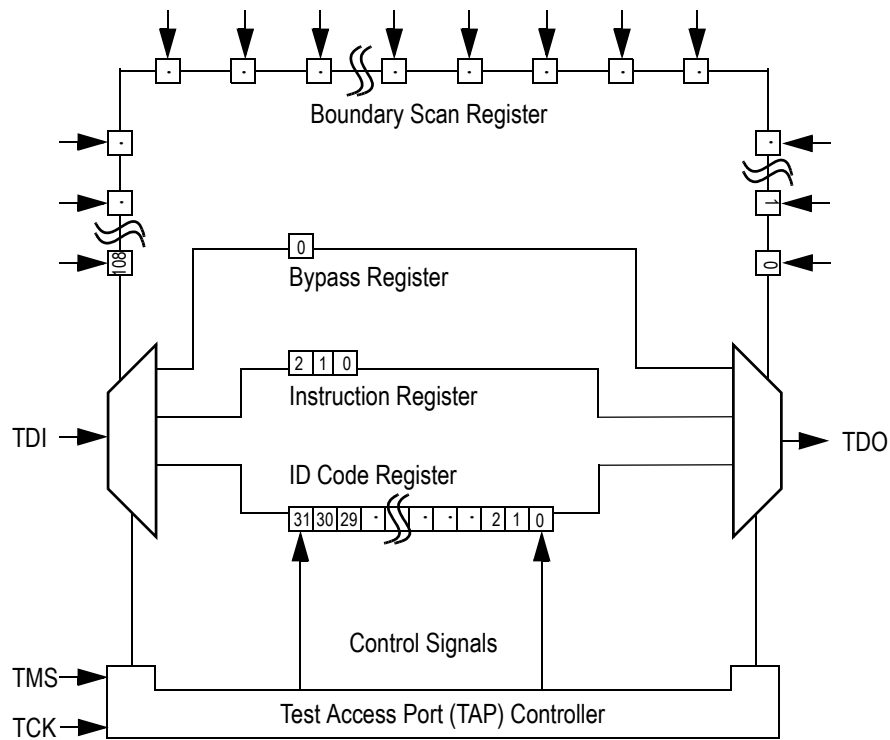 Boundary Scan Register
1
108
0
0
Bypass Register
2 1 0
Instruction Register
TDI
TDO
ID Code Register
31 30 29 · · · · 2 1 0
Control Signals
TMS
Test Access Port (TAP) Controller
TCK